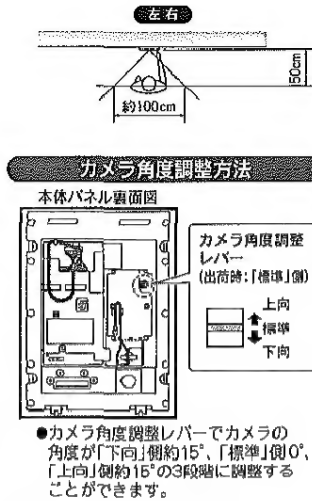 左右
50cm
約100cm
カメラ角度調整方法
本体パネル裏面図
カメラ角度調整
レバー
(出荷時:「標準」側)
上向
標準
下向
●カメラ角度調整レバーでカメラの
角度が「下向」側約15°、「標準」側0°、
「上向」側約15°の3段階に調整する
ことができます。